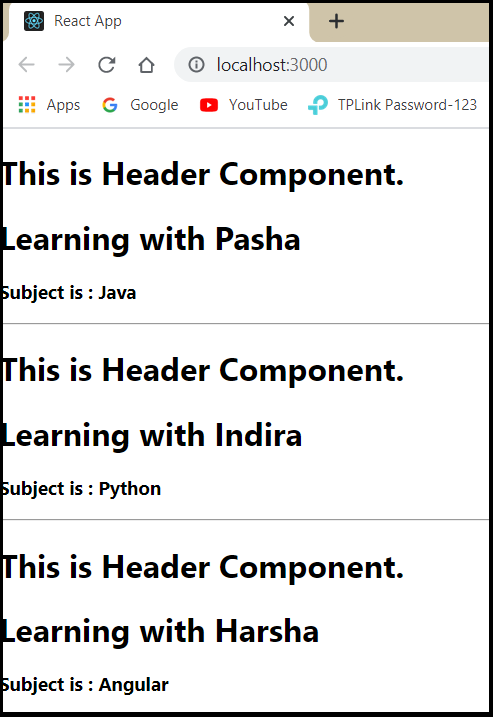 React App
localhost:3000
Apps Google YouTube TPLink Password-123
This is Header Component.
Learning with Pasha
Subject is : Java
This is Header Component.
Learning with Indira
Subject is : Python
This is Header Component.
Learning with Harsha
Subject is : Angular